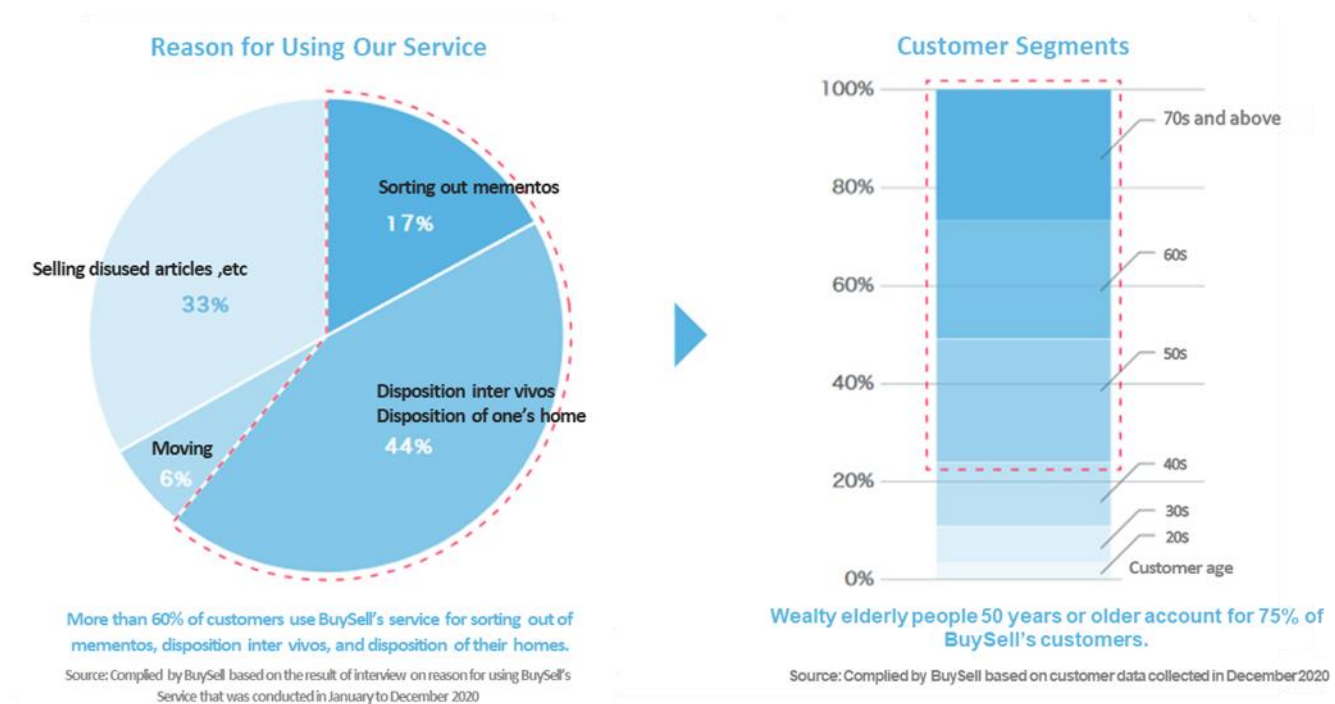 Reason for Using Our Service
Sorting out mementos
17%
Selling disused articles ,etc
33%
Disposition inter vivos
Disposition of one's home
44%
Moving
6%
More than 60% of customers use BuySell's service for sorting out of
mementos, disposition inter vivos, and disposition of their homes.
Source: Complied by BuySell based on the result of interview on reason for using BuySell's
Service that was conducted in January to December 2020
Customer Segments
100%
80%
60%
40%
20%
0%
70s and above
60s
50s
40s
30s
20s
Customer age
Wealty elderly people 50 years or older account for 75% of
BuySell's customers.
Source: Complied by BuySell based on customer data collected in December2020